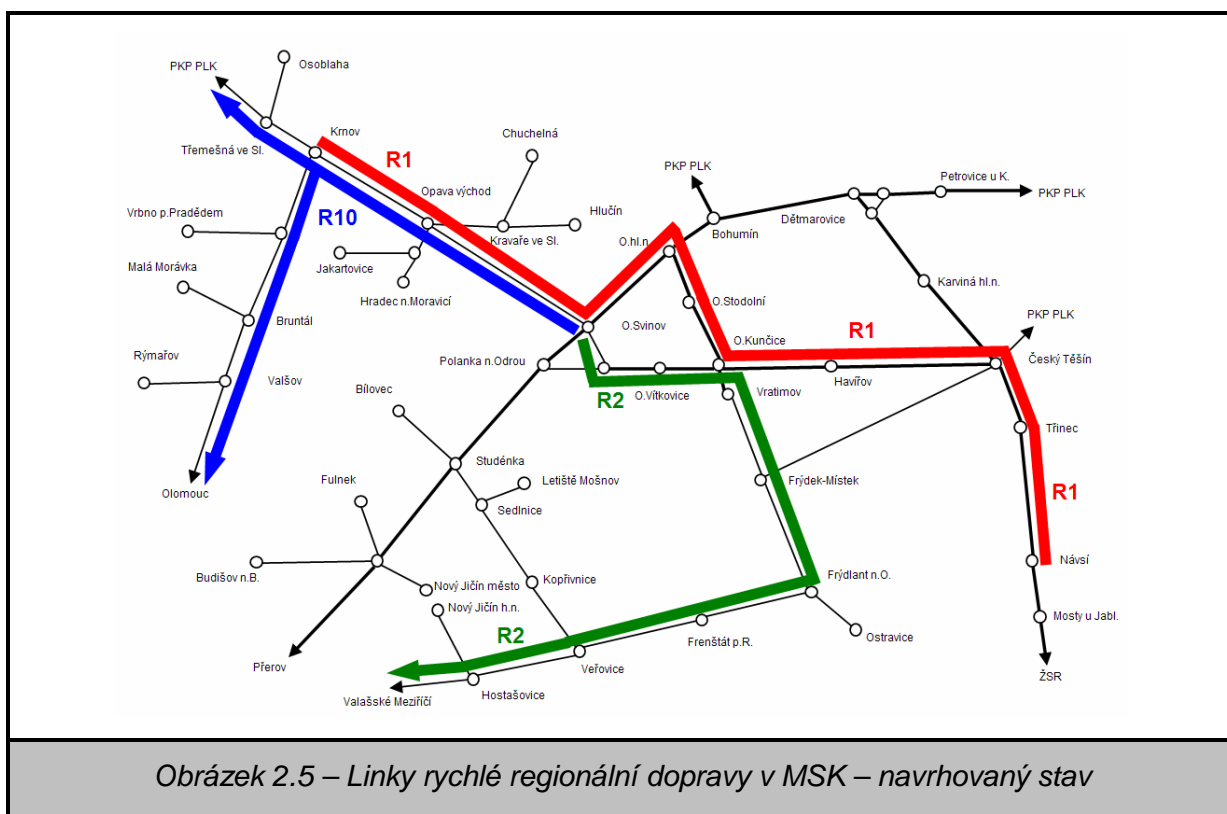 PKP PLK
Osoblaha
Krnov
Chuchelná
Třemešná ve Sl.
R1
PKP PLK
Petrovice u K.
Opava východ
PKP PLK
Vrbno p.Pradědem
R10
Hlučín
Dětmarovice
Bohumín
O.hl.n.
Kravaře ve Sl.
Jakartovice
Malá Morávka
Hradec n.Moravicí
Karviná hl.n.
O.Stodolní
PKP PLK
Bruntál
O.Svinov
O.Kunčice
R1
Rýmařov
Polanka n.Odrou
Český Těšín
Valšov
Havířov
Bílovec
R2
O.Vítkovice
Vratimov
Třinec
Studénka
Olomouc
Fulnek
Letiště Mošnov
Frýdek-Místek
R1
Sedlnice
Návsí
Budišov n.B.
Nový Jičín město
Kopřivnice
Frýdlant n.O.
Nový Jičín h.n.
Mosty u Jabl.
R2
Frenštát p.R.
Ostravice
Přerov
Veřovice
ŽSR
Valašské Meziříčí
Hostašovice
Obrázek 2.5 – Linky rychlé regionální dopravy v MSK – navrhovaný stav